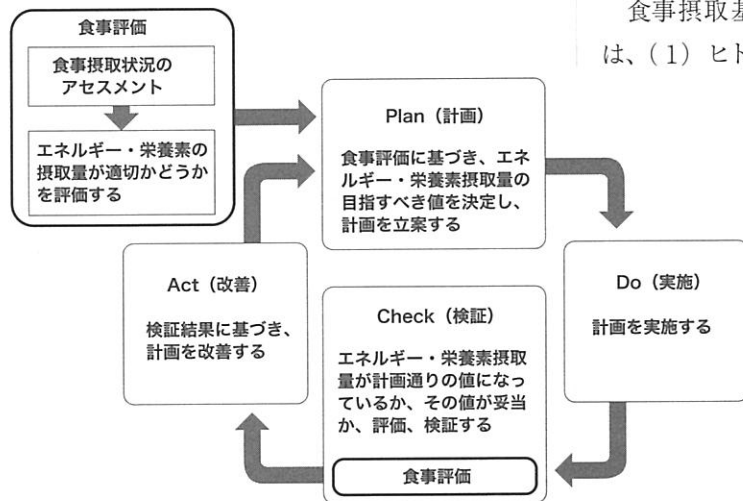 食事評価
食事摂取状況の
アセスメント
エネルギー・栄養素の
摂取量が適切かどうか
を評価する
食事摂取基
は、(1) ヒト
Plan(計画)
食事評価に基づき、エネ
ルギー・栄養素摂取量の
目指すべき値を決定し、
計画を立案する
Do(実施)
計画を実施する
Check(検証)
エネルギー・栄養素摂取
量が計画通りの値になっ
ているか、その値が妥当
か、評価、検証する
食事評価
Act(改善)
検証結果に基づき、
計画を改善する